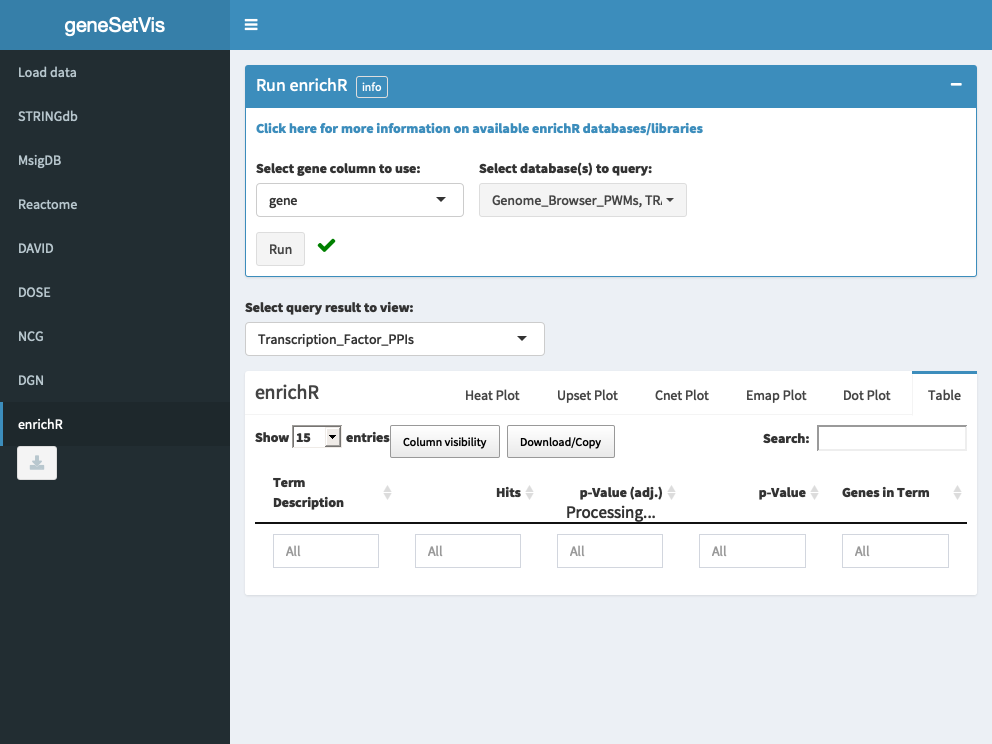 geneSetVis
Load data
STRINGdb
MsigDB
Reactome
DAVID
DOSE
NCG
DGN
enrichR
Run enrichR info
Click here for more information on available enrichR databases/libraries
Select gene column to use: Select database(s) to query:
gene Genome_Browser_PWMs, TR
Run
Select query result to view:
Transcription_Factor_PPIs
enrichR Heat Plot Upset Plot Cnet Plot Emap Plot Dot Plot Table
Show 15 entries Column visibility Download/Copy Search:
Term Description Hits p-Value (adj.) p-Value Genes in Term
Processing...
All All All All All